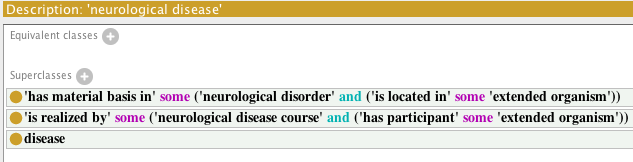 Description: 'neurological disease'
Equivalent classes
Superclasses
'has material basis in' some ('neurological disorder' and ('is located in' some 'extended organism'))
'is realized by' some ('neurological disease course' and ('has participant' some 'extended organism'))
disease